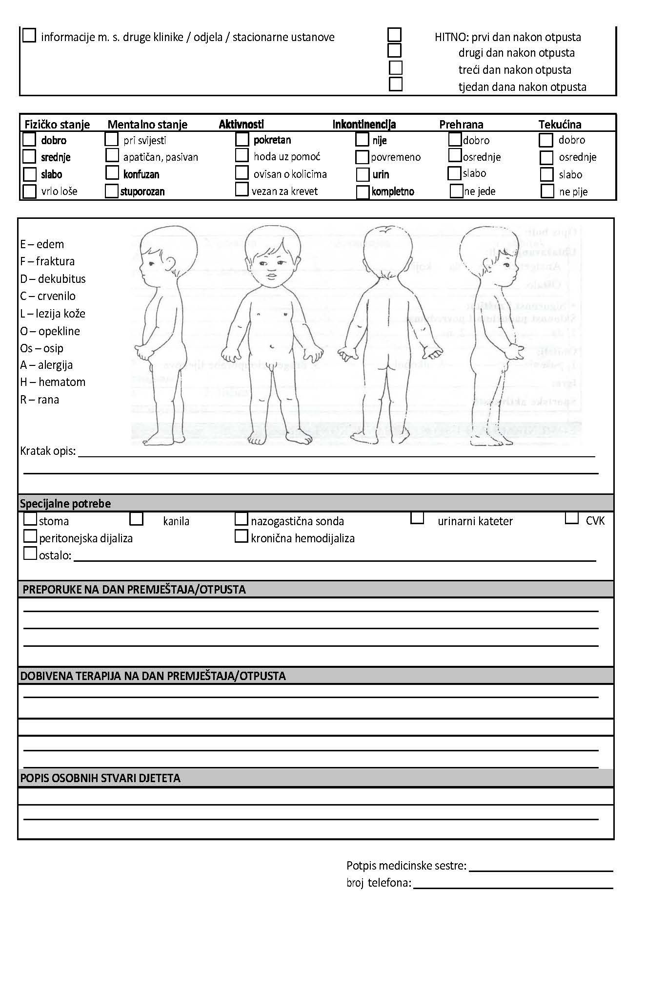 informacije m. s. druge klinike / odjela / stacionarne ustanove HITNO: prvi dan nakon otpusta
drugi dan nakon otpusta
treći dan nakon otpusta
tjedan dana nakon otpusta
Fizičko stanje Mentalno stanje Aktivnosti Inkontinencija Prehrana Tekućina
dobro pri svijesti pokretan nije dobro dobro
srednje apatičan, pasivan hoda uz pomoć povremeno osrednje osrednje
slabo konfuzan ovisan o kolicima urin slabo slabo
vrlo loše stuporozan vezan za krevet kompletno ne jede ne pije
E – edem
F – fraktura
D – dekubitus
C – crvenilo
L – lezija kože
O – opekline
Os – osip
A – alergija
H – hematom
R – rana
Kratak opis:
Specijalne potrebe
stoma kanila nazogastična sonda urinarni kateter CVK
peritonejska dijaliza kronična hemodijaliza
ostalo:
PREPORUKE NA DAN PREMJEŠTAJA/OTPUSTA
DOBIVENA TERAPIJA NA DAN PREMJEŠTAJA/OTPUSTA
POPIS OSOBNIH STVARI DJETETA
Potpis medicinske sestre:
broj telefona: